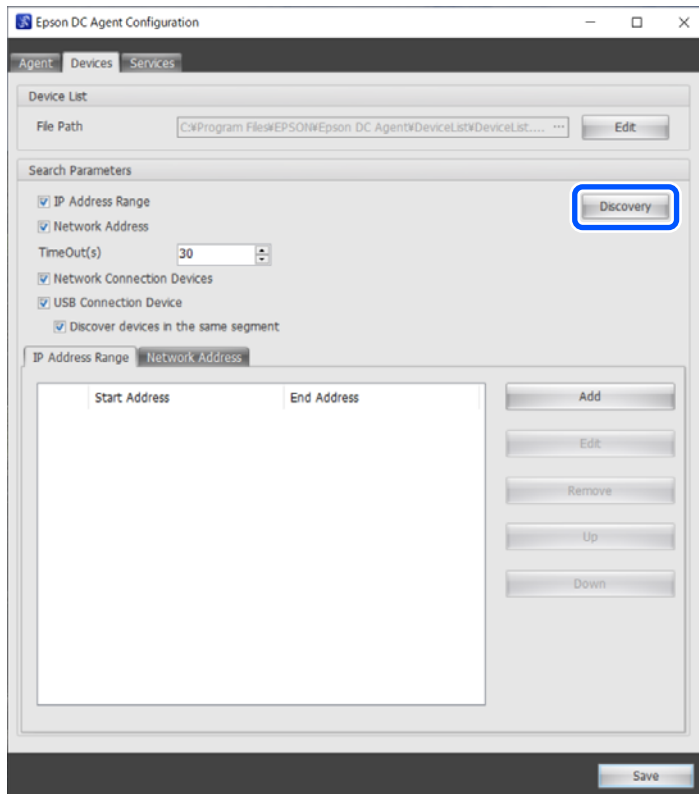 Epson DC Agent Configuration
Agent Devices Services
Device List
File Path C:¥Program Files¥EPSON¥Epson DC Agent¥DeviceList¥DeviceList.... ... Edit
Search Parameters
IP Address Range
Discovery
Network Address
TimeOut(s) 30
Network Connection Devices
USB Connection Device
Discover devices in the same segment
IP Address Range Network Address
Start Address End Address
Add
Edit
Remove
Up
Down
Save